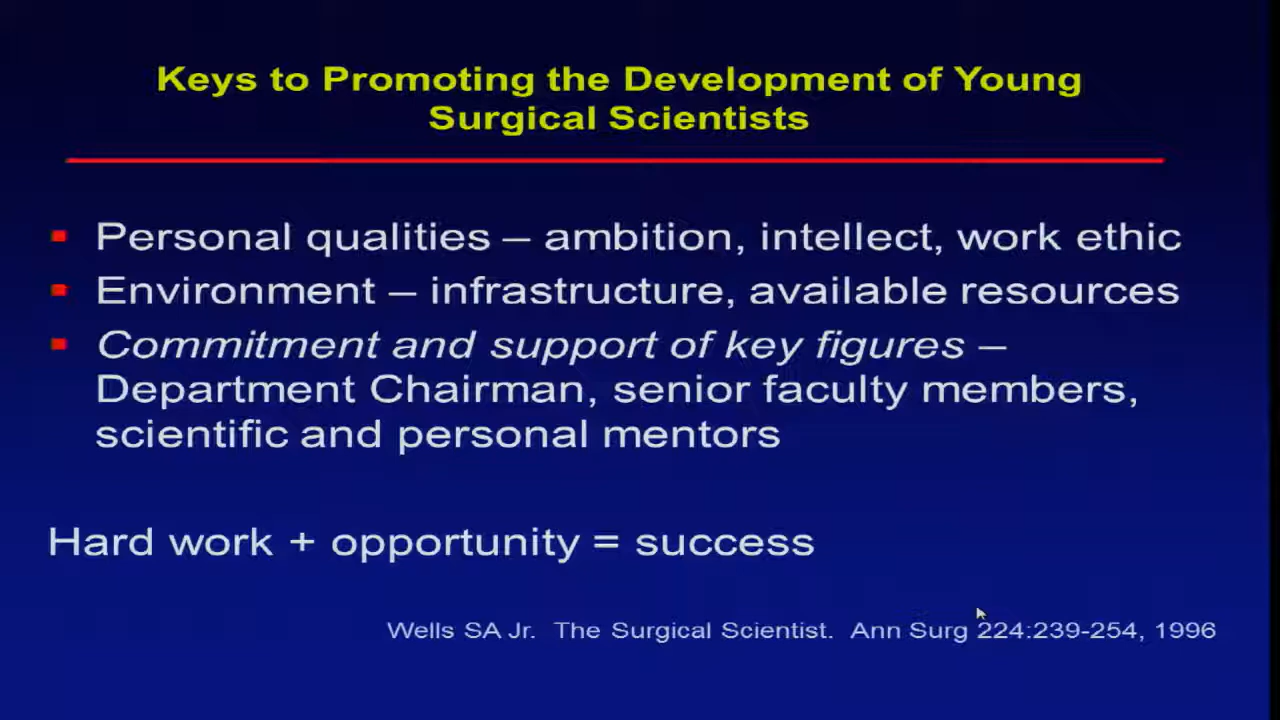 Keys to Promoting the Development of Young
Surgical Scientists
Personal qualities – ambition, intellect, work ethic
Environment – infrastructure, available resources
Commitment and support of key figures –
Department Chairman, senior faculty members,
scientific and personal mentors
Hard work + opportunity = success
Wells SA Jr. The Surgical Scientist. Ann Surg 224:239-254, 1996